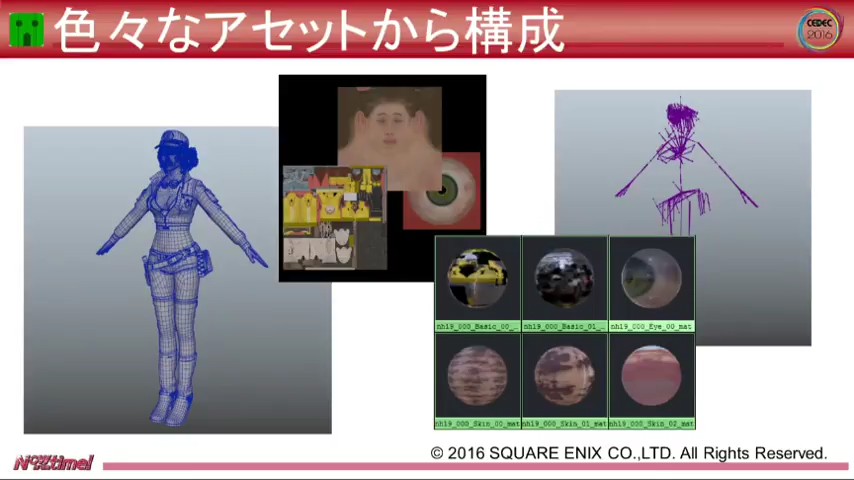 色々なアセットから構成
CEDEC
2016
nh19_000_Basic_00_..
nh19_000_Basic_01_..
nh19_000_Eye_00_mat
nh19_000_Skin_00_mat
nh19_000_Skin_01_mat
nh19_000_Skin_02_mat
© 2016 SQUARE ENIX CO.,LTD. All Rights Reserved.